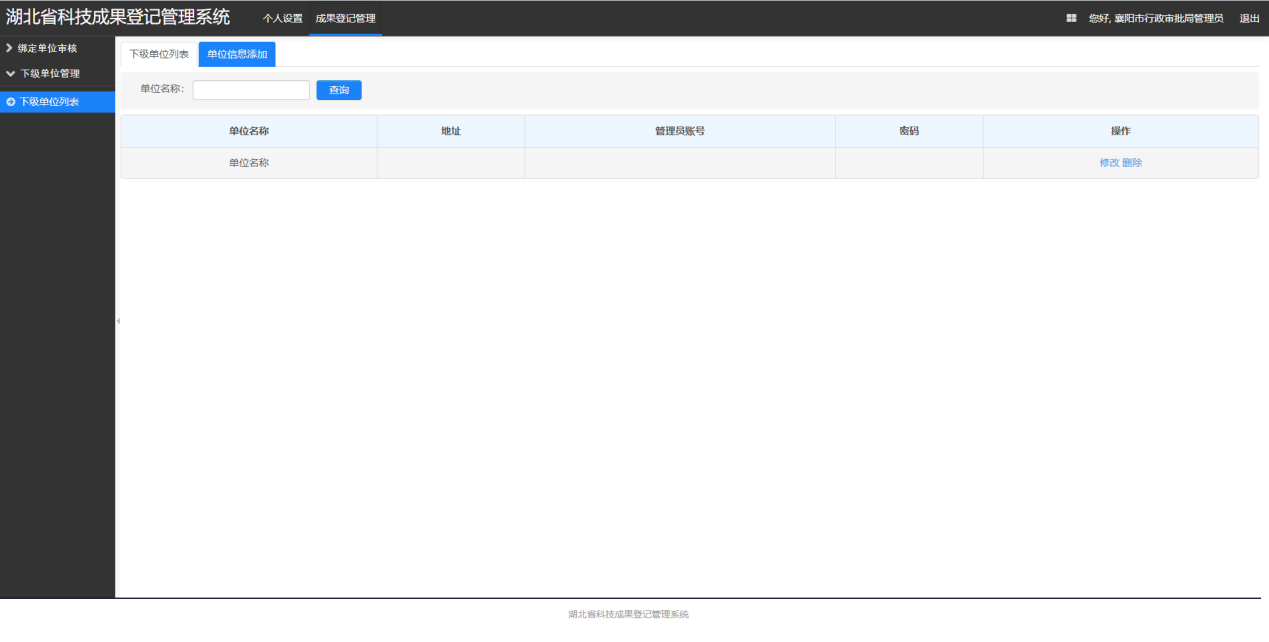 湖北省科技成果登记管理系统 个人设置 成果登记管理 您好, 襄阳市行政审批局管理员 退出
绑定单位审核
下级单位管理
下级单位列表
下级单位列表 单位信息添加
单位名称: 查询
单位名称 地址 管理员账号 密码 操作
单位名称 修改 删除
湖北省科技成果登记管理系统